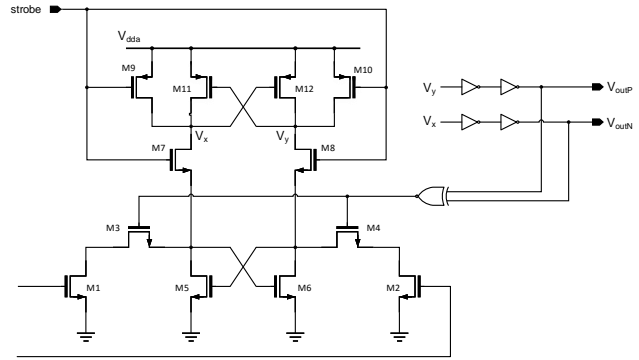 strobe
Vdda
M9
M11
M12
M10
Vy
VoutP
Vx
VoutN
Vx
Vy
M7
M8
M3
M4
M1
M5
M6
M2